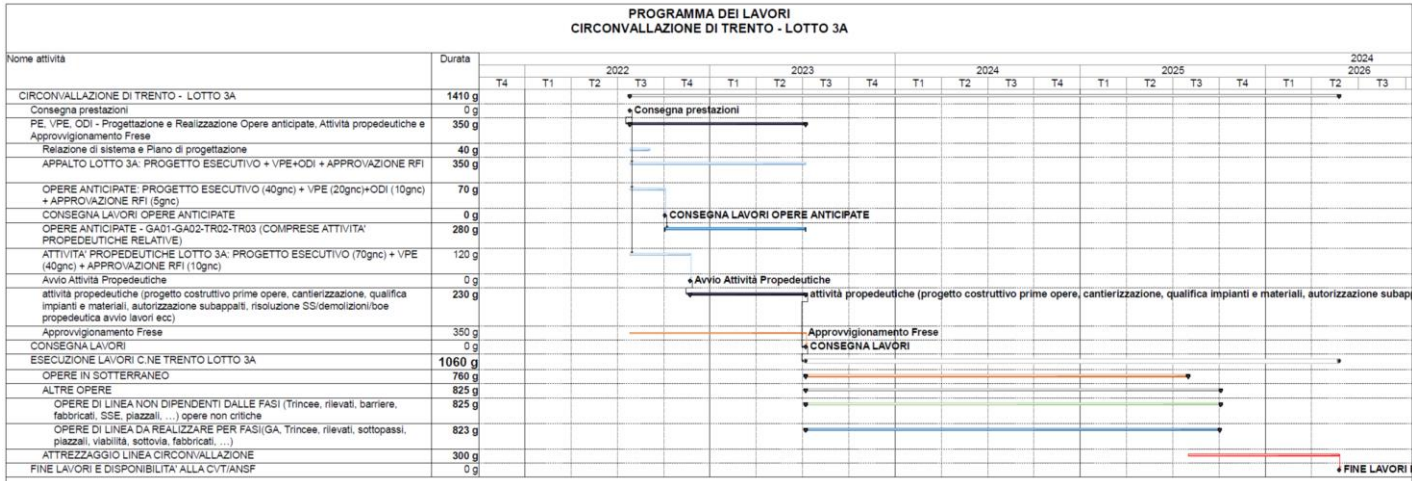 PROGRAMMA DEI LAVORI
CIRCONVALLAZIONE DI TRENTO - LOTTO 3A
Nome attività Durata 2024
2022 2023 2024 2025 2026
T4 T1 T2 T3 T4 T1 T2 T3 T4 T1 T2 T3 T4 T1 T2 T3 T4 T1 T2 T3
CIRCONVALLAZIONE DI TRENTO - LOTTO 3A 1410 g
Consegna prestazioni 0 g Consegna prestazioni
PE, VPE, ODI - Progettazione e Realizzazione Opere anticipate, Attività propedeutiche e 350 g
Approvvigionamento Frese
Relazione di sistema e Piano di progettazione 40 g
APPALTO LOTTO 3A: PROGETTO ESECUTIVO + VPE+ODI + APPROVAZIONE RFI 350 g
OPERE ANTICIPATE: PROGETTO ESECUTIVO (40gnc) + VPE (20gnc)+ODI (10gnc) 70 g
+ APPROVAZIONE RFI (5gnc)
CONSEGNA LAVORI OPERE ANTICIPATE 0 g CONSEGNA LAVORI OPERE ANTICIPATE
OPERE ANTICIPATE - GA01-GA02-TR02-TR03 (COMPRESE ATTIVITA' 280 g
PROPEDEUTICHE RELATIVE)
ATTIVITA' PROPEDEUTICHE LOTTO 3A: PROGETTO ESECUTIVO (70gnc) + VPE 120 g
(40gnc) + APPROVAZIONE RFI (10gnc)
Avvio Attività Propedeutiche 0 g Avvio Attività Propedeutiche
attività propedeutiche (progetto costruttivo prime opere, cantierizzazione, qualifica 230 g attività propedeutiche (progetto costruttivo prime opere, cantierizzazione, qualifica impianti e materiali, autorizzazione subapp
impianti e materiali, autorizzazione subappalti, risoluzione SS/demolizioni/boe
propedeutica avvio lavori ecc)
Approvvigionamento Frese 350 g Approvvigionamento Frese
CONSEGNA LAVORI 0 g CONSEGNA LAVORI
ESECUZIONE LAVORI C.NE TRENTO LOTTO 3A 1060 g
OPERE IN SOTTERRANEO 760 g
ALTRE OPERE 825 g
OPERE DI LINEA NON DIPENDENTI DALLE FASI (Trincee, rilevati, barriere, 825 g
fabbricati, SSE, piazzali, …) opere non critiche
OPERE DI LINEA DA REALIZZARE PER FASI(GA, Trincee, rilevati, sottopassi, 823 g
piazzali, viabilità, sottovia, fabbricati, …)
ATTREZZAGGIO LINEA CIRCONVALLAZIONE 300 g
FINE LAVORI E DISPONIBILITA' ALLA CVT/ANSF 0 g FINE LAVORI